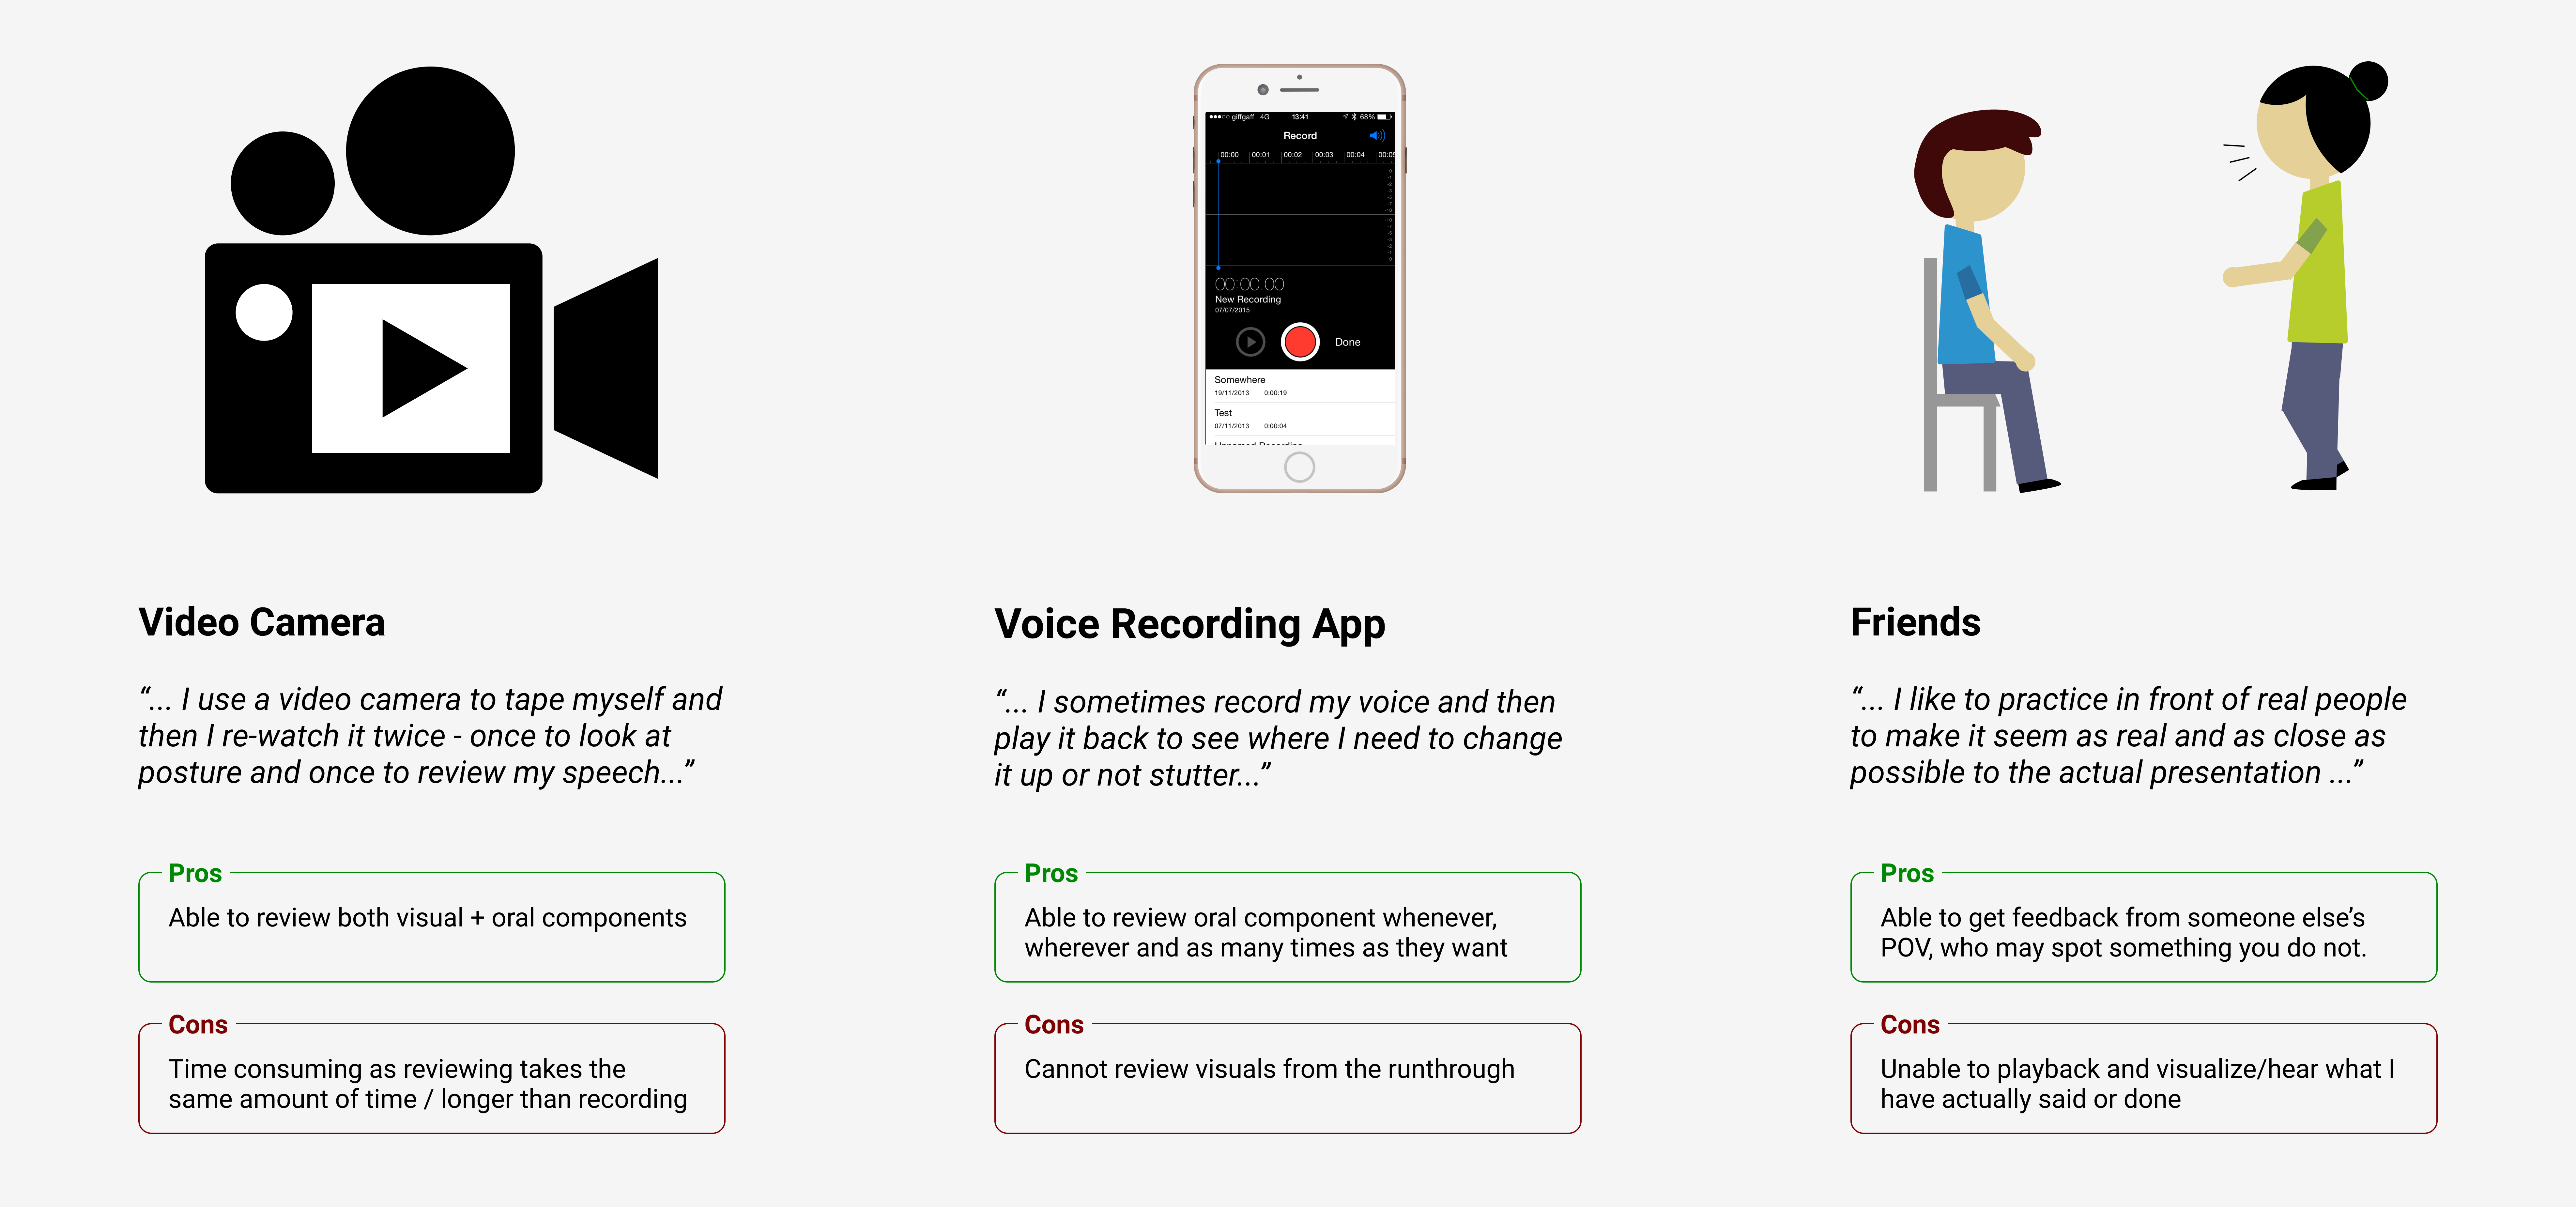 giffgaff 4G 13:41 68%
Record
00:00 00:01 00:02 00:03 00:04 00:05
00:00.00
New Recording
07/07/2015
Done
Somewhere
19/11/2013 0:00:19
Test
07/11/2013 0:00:04
Video Camera
“... I use a video camera to tape myself and
then I re-watch it twice - once to look at
posture and once to review my speech...”
Pros
Able to review both visual + oral components
Cons
Time consuming as reviewing takes the
same amount of time / longer than recording
Voice Recording App
“... I sometimes record my voice and then
play it back to see where I need to change
it up or not stutter...”
Pros
Able to review oral component whenever,
wherever and as many times as they want
Cons
Cannot review visuals from the runthrough
Friends
“... I like to practice in front of real people
to make it seem as real and as close as
possible to the actual presentation ...”
Pros
Able to get feedback from someone else’s
POV, who may spot something you do not.
Cons
Unable to playback and visualize/hear what I
have actually said or done